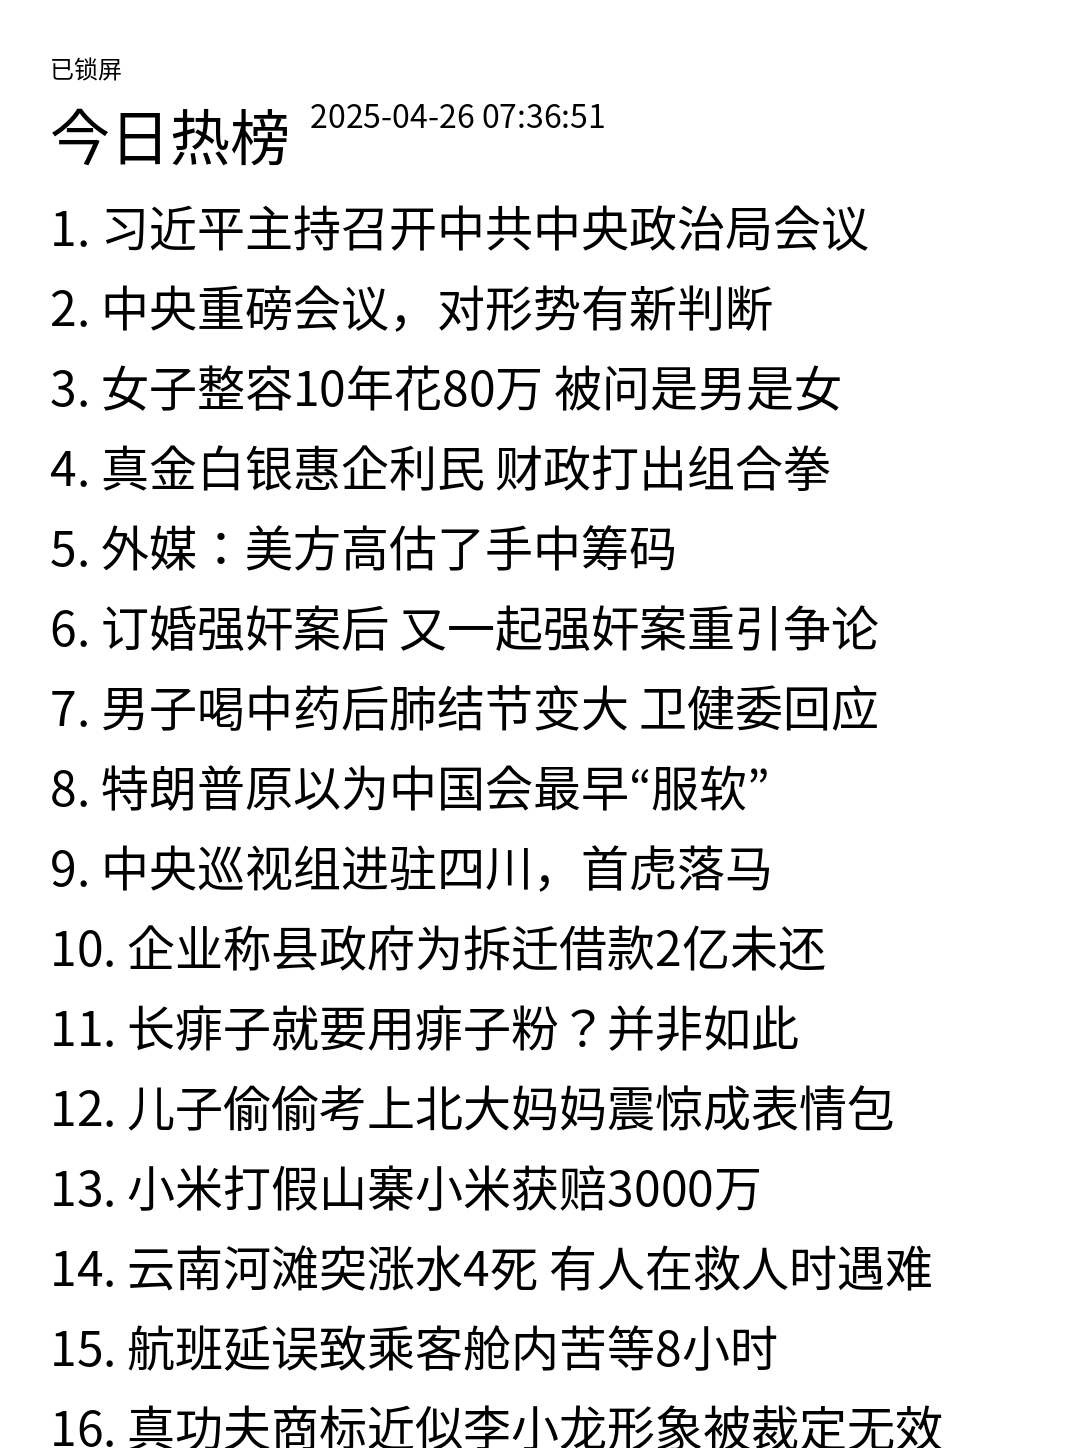 已锁屏
今日热榜 2025-04-26 07:36:51
1. 习近平主持召开中共中央政治局会议
2. 中央重磅会议，对形势有新判断
3. 女子整容10年花80万 被问是男是女
4. 真金白银惠企利民 财政打出组合拳
5. 外媒：美方高估了手中筹码
6. 订婚强奸案后 又一起强奸案重引争论
7. 男子喝中药后肺结节变大 卫健委回应
8. 特朗普原以为中国会最早“服软”
9. 中央巡视组进驻四川，首虎落马
10. 企业称县政府为拆迁借款2亿未还
11. 长痱子就要用痱子粉？并非如此
12. 儿子偷偷考上北大妈妈震惊成表情包
13. 小米打假山寨小米获赔3000万
14. 云南河滩突涨水4死 有人在救人时遇难
15. 航班延误致乘客舱内苦等8小时
16. 真功夫商标近似李小龙形象被裁定无效